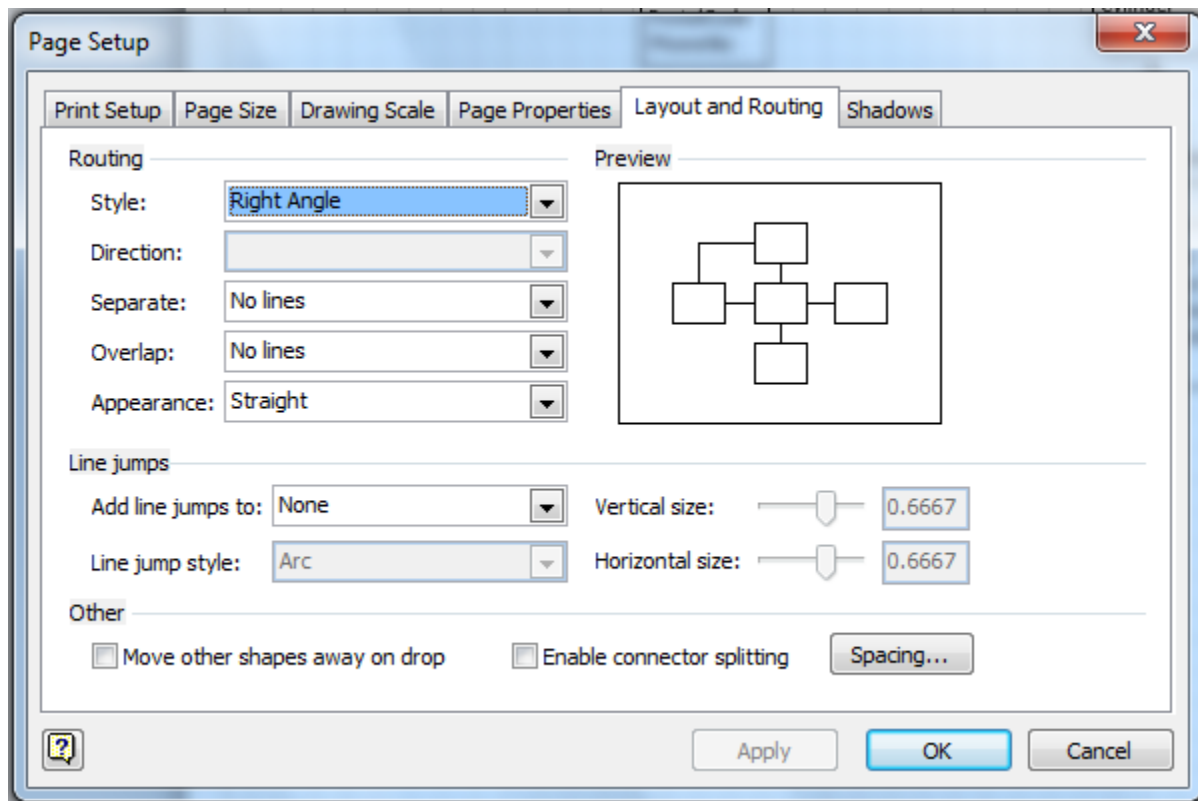 Page Setup
Print Setup Page Size Drawing Scale Page Properties Layout and Routing Shadows
Routing
Style: Right Angle
Direction:
Separate: No lines
Overlap: No lines
Appearance: Straight
Preview
Line jumps
Add line jumps to: None
Line jump style: Arc
Vertical size: 0.6667
Horizontal size: 0.6667
Other
Move other shapes away on drop Enable connector splitting Spacing...
Apply OK Cancel